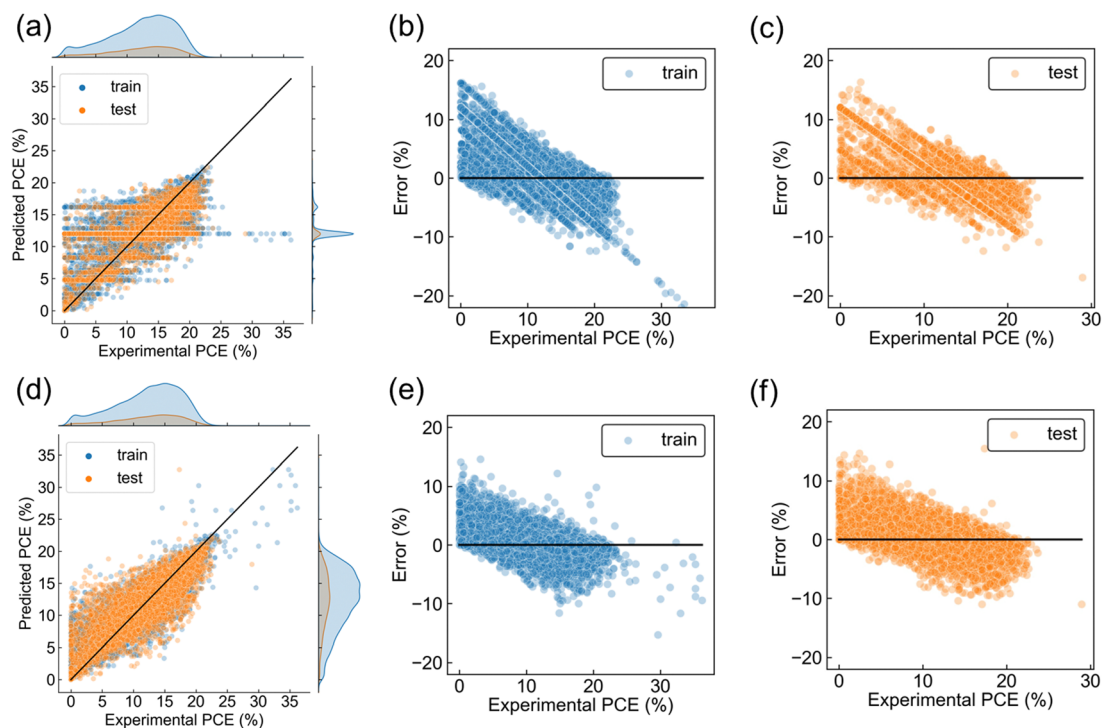 (a)
35
30
25
20
15
10
5
0
0 5 10 15 20 25 30 35
Predicted PCE (%)
Experimental PCE (%)
train
test
(b)
20
10
0
−10
−20
0 10 20 30
Error (%)
Experimental PCE (%)
train
(c)
20
10
0
−10
−20
0 10 20 30
Error (%)
Experimental PCE (%)
test
(d)
35
30
25
20
15
10
5
0
0 5 10 15 20 25 30 35
Predicted PCE (%)
Experimental PCE (%)
train
test
(e)
20
10
0
−10
−20
0 10 20 30
Error (%)
Experimental PCE (%)
train
(f)
20
10
0
−10
−20
0 10 20 30
Error (%)
Experimental PCE (%)
test